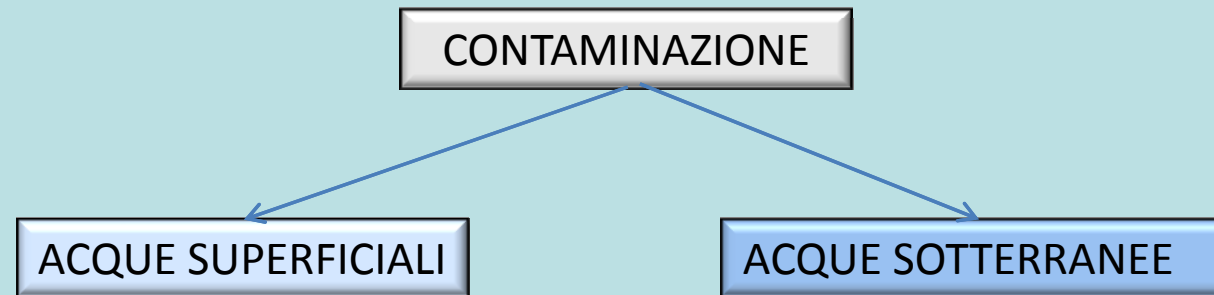 CONTAMINAZIONE
ACQUE SUPERFICIALI
ACQUE SOTTERRANEE